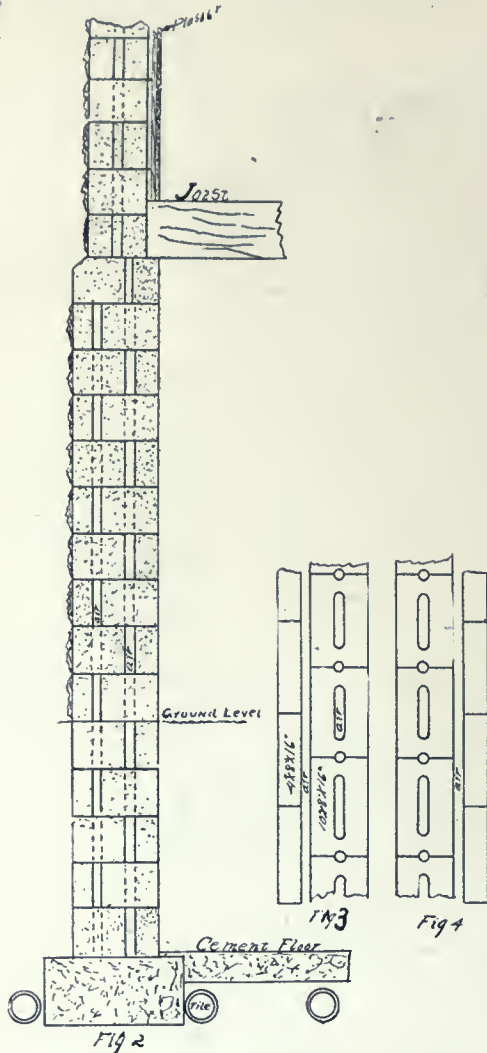 Plaster
Joist
air
air
Ground Level
4x8x16"
air
air
10x8x16"
air
Fig 3
Fig 4
Cement Floor
Tile
Fig 2